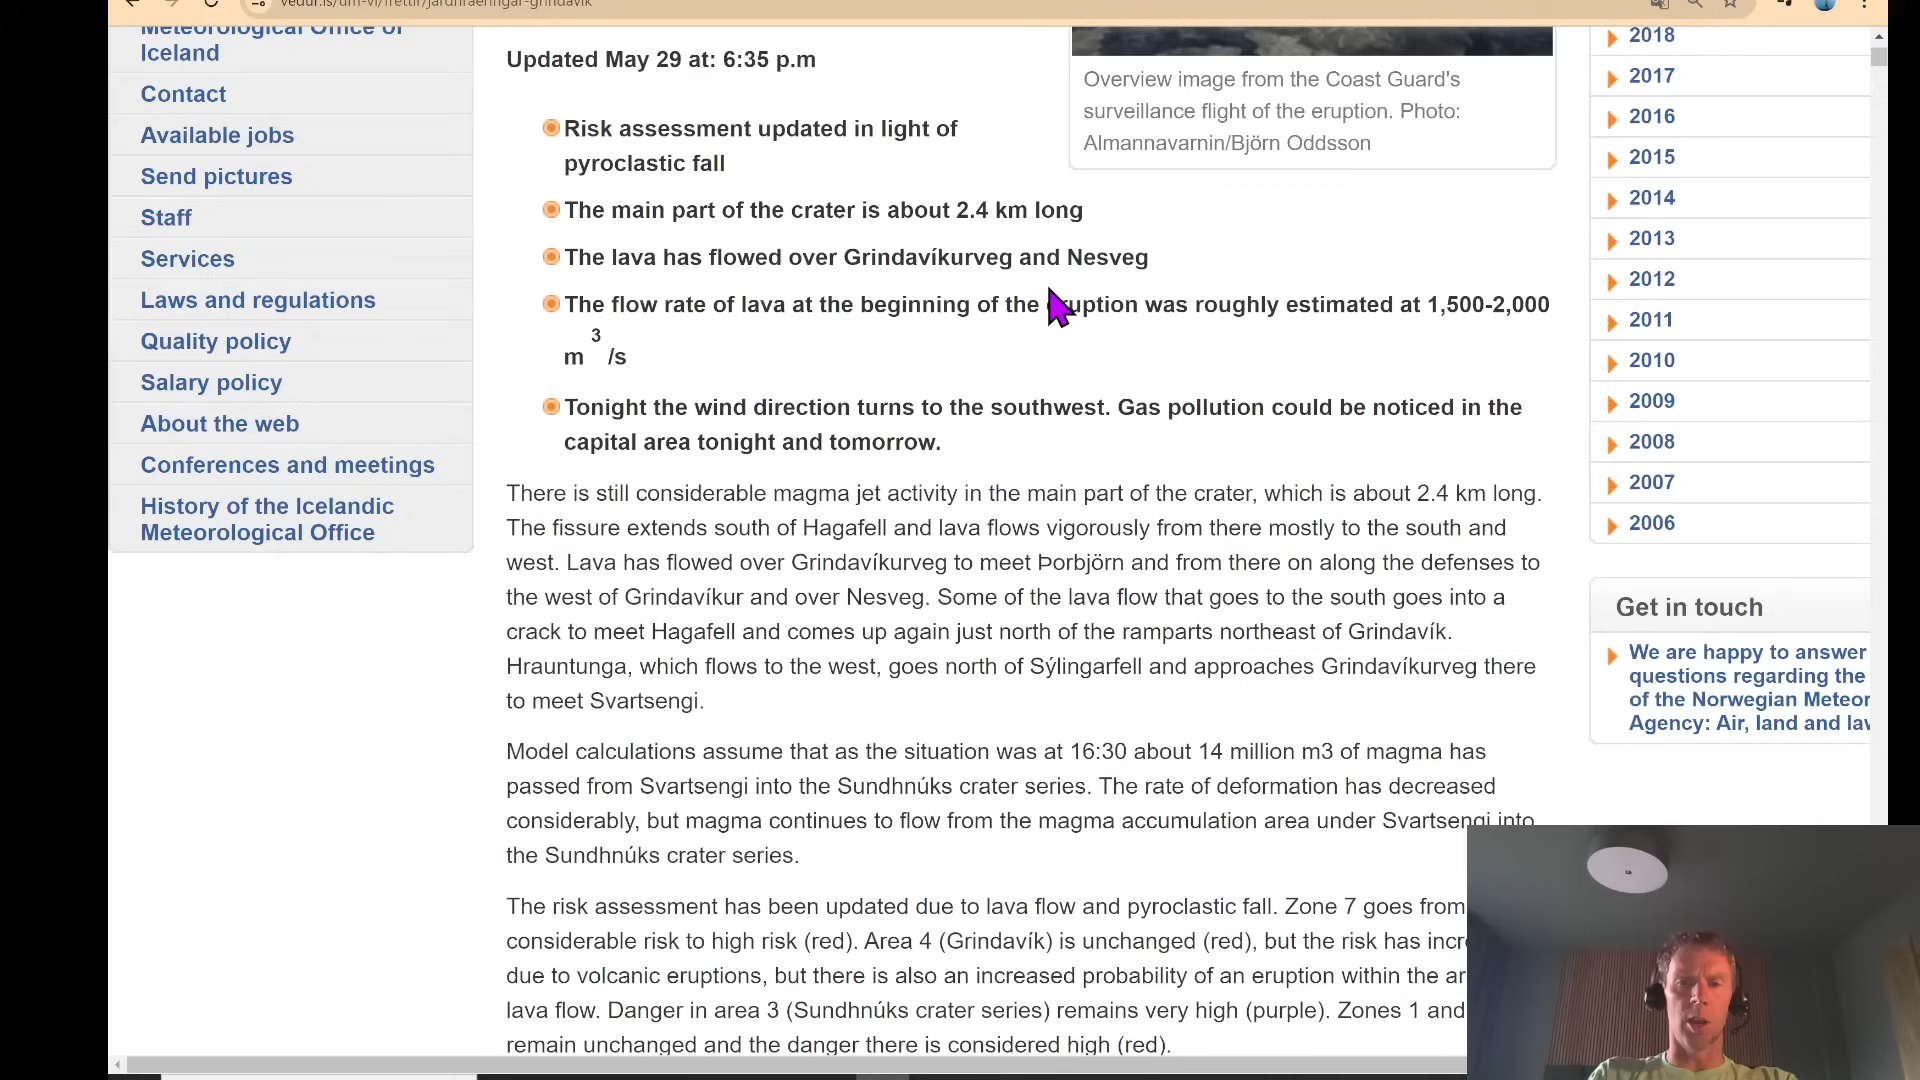 vedur.is/um-vi/frettir/jardhraeringar-grindavik
Meteorological Office of
Iceland
Contact
Available jobs
Send pictures
Staff
Services
Laws and regulations
Quality policy
Salary policy
About the web
Conferences and meetings
History of the Icelandic
Meteorological Office
Updated May 29 at: 6:35 p.m
Risk assessment updated in light of
pyroclastic fall
The main part of the crater is about 2.4 km long
The lava has flowed over Grindavíkurveg and Nesveg
The flow rate of lava at the beginning of the eruption was roughly estimated at 1,500-2,000
m 3 /s
Tonight the wind direction turns to the southwest. Gas pollution could be noticed in the
capital area tonight and tomorrow.
There is still considerable magma jet activity in the main part of the crater, which is about 2.4 km long.
The fissure extends south of Hagafell and lava flows vigorously from there mostly to the south and
west. Lava has flowed over Grindavíkurveg to meet Þorbjörn and from there on along the defenses to
the west of Grindavíkur and over Nesveg. Some of the lava flow that goes to the south goes into a
crack to meet Hagafell and comes up again just north of the ramparts northeast of Grindavík.
Hrauntunga, which flows to the west, goes north of Sýlingarfell and approaches Grindavíkurveg there
to meet Svartsengi.
Model calculations assume that as the situation was at 16:30 about 14 million m3 of magma has
passed from Svartsengi into the Sundhnúks crater series. The rate of deformation has decreased
considerably, but magma continues to flow from the magma accumulation area under Svartsengi into
the Sundhnúks crater series.
The risk assessment has been updated due to lava flow and pyroclastic fall. Zone 7 goes from
considerable risk to high risk (red). Area 4 (Grindavík) is unchanged (red), but the risk has incr
due to volcanic eruptions, but there is also an increased probability of an eruption within the ar
lava flow. Danger in area 3 (Sundhnúks crater series) remains very high (purple). Zones 1 and
remain unchanged and the danger there is considered high (red).
Overview image from the Coast Guard's
surveillance flight of the eruption. Photo:
Almannavarnin/Björn Oddsson
2018
2017
2016
2015
2014
2013
2012
2011
2010
2009
2008
2007
2006
Get in touch
We are happy to answer
questions regarding the
of the Norwegian Meteor
Agency: Air, land and lav